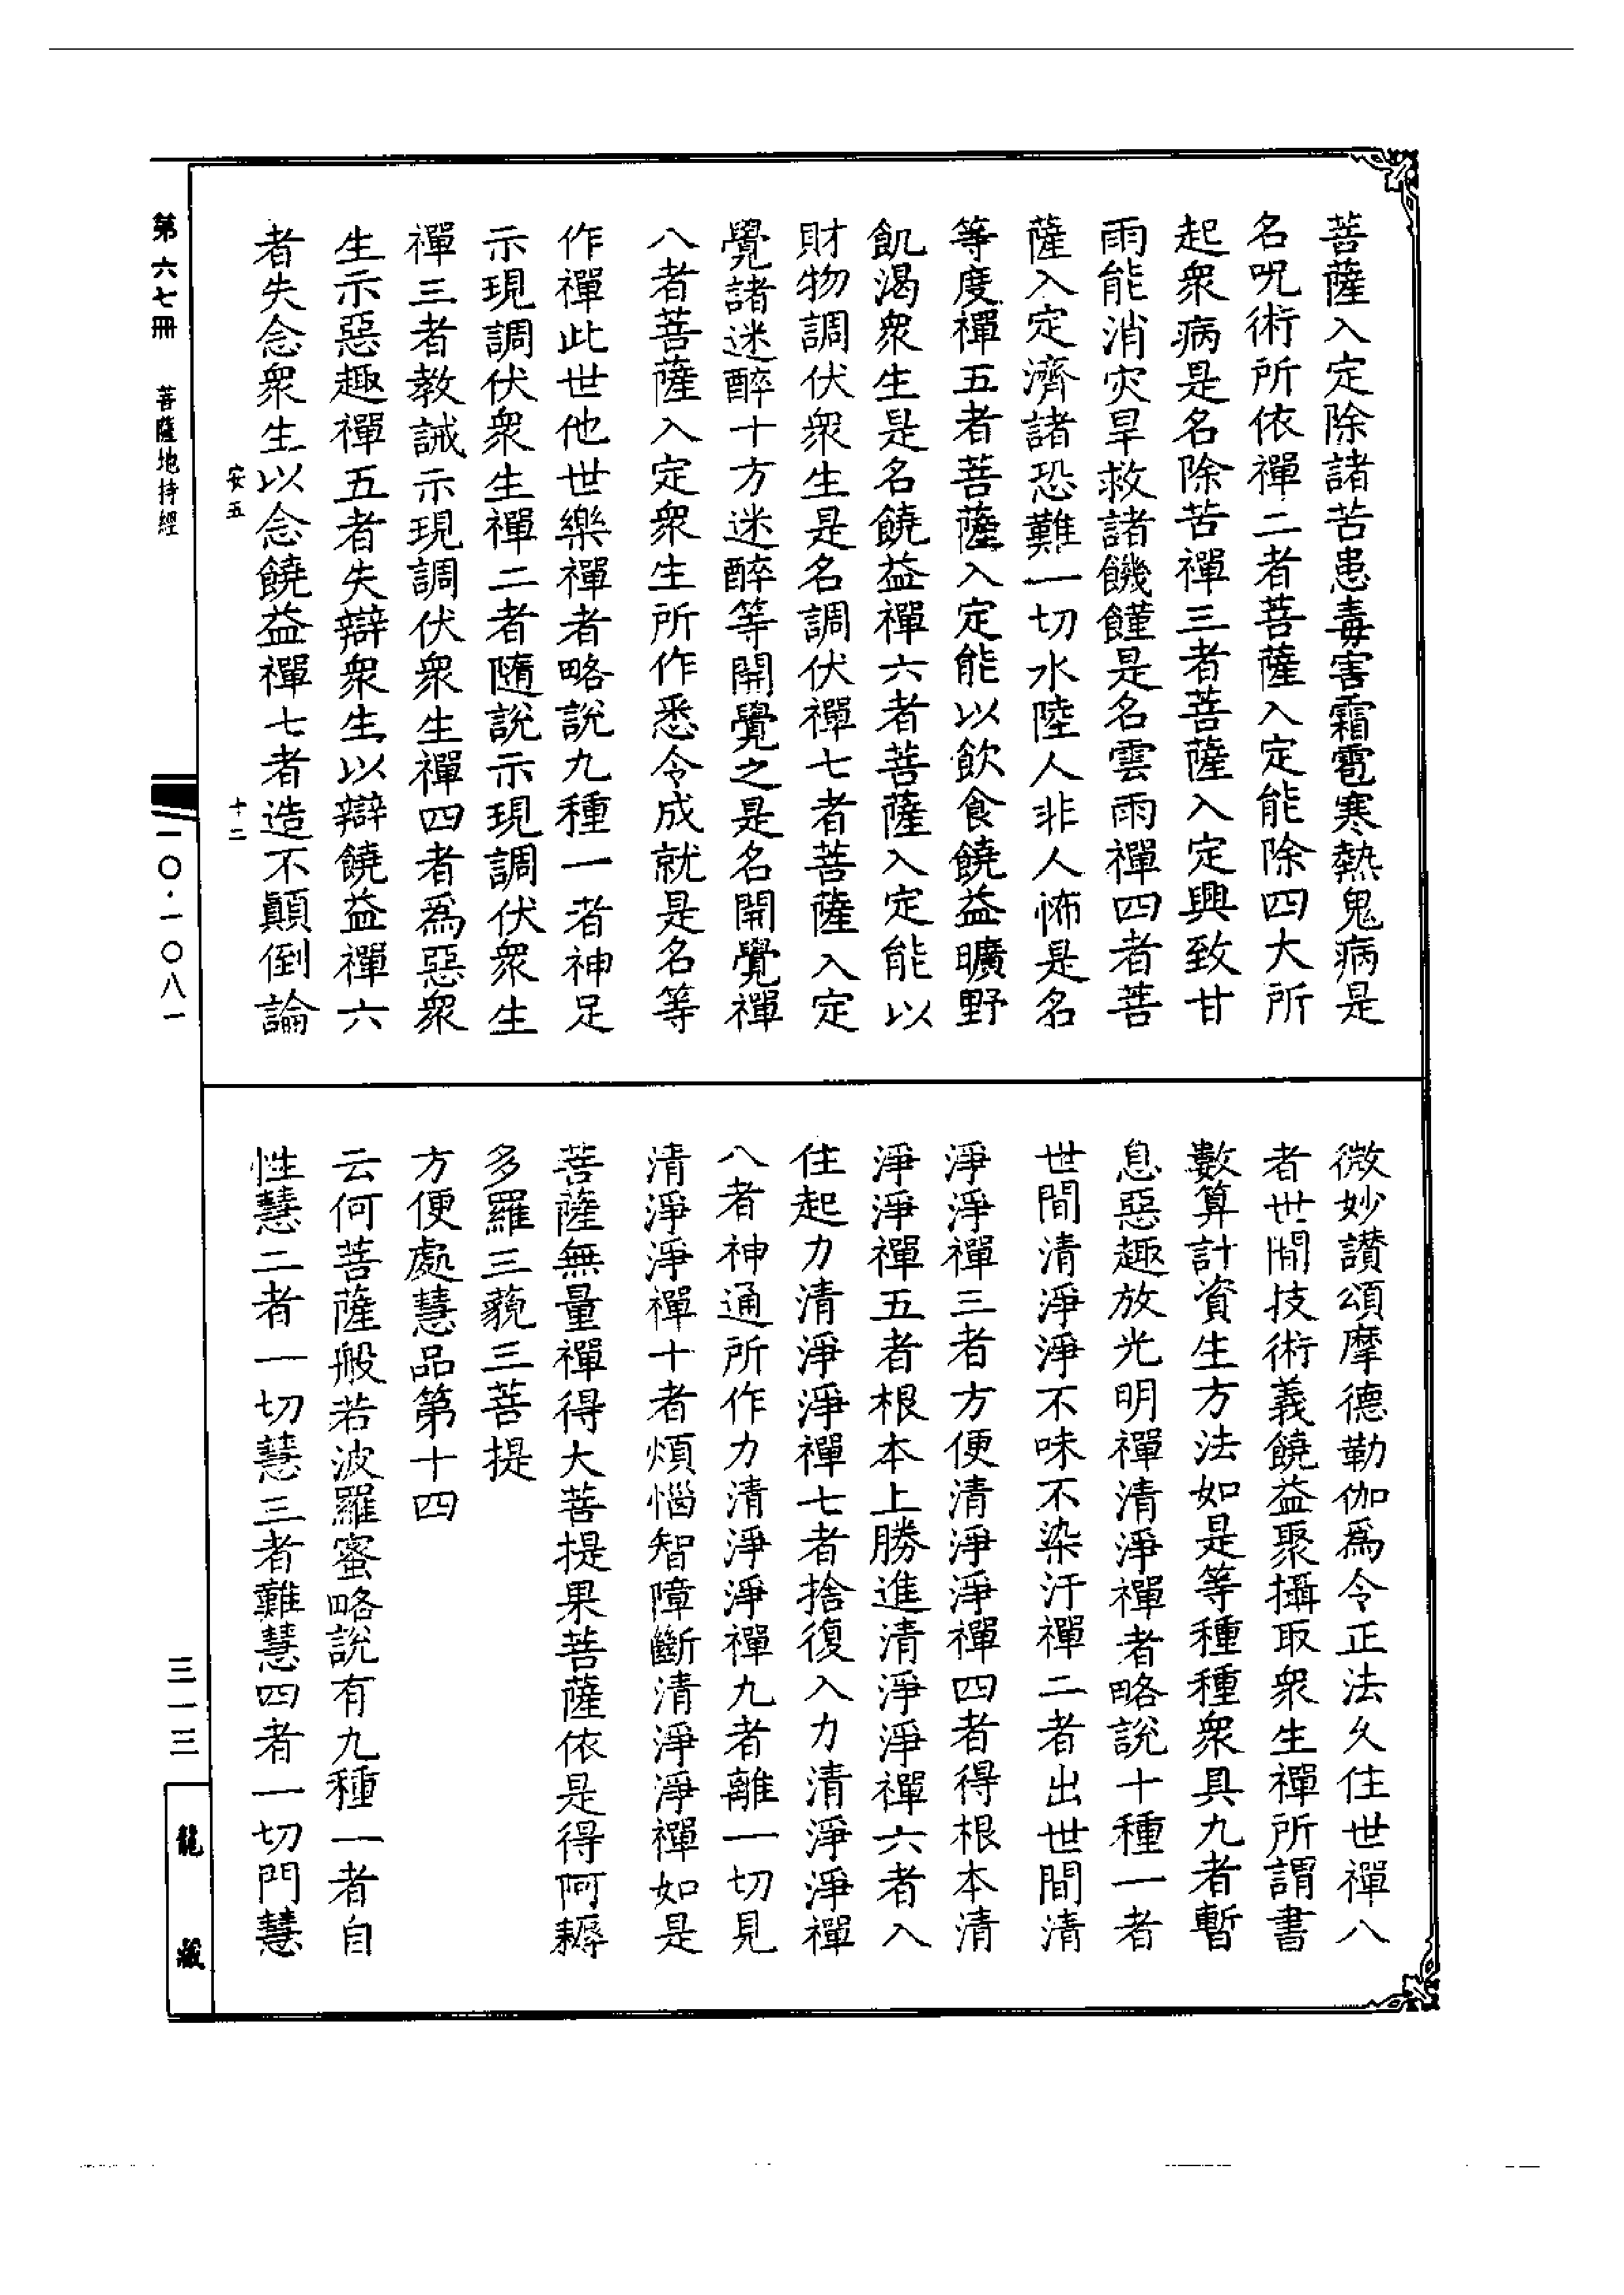 菩薩入定除諸苦患毒害霜雹寒熱鬼病是
名呪術所依禪二者菩薩入定能除四大所
起衆病是名除苦禪三者菩薩入定興致甘
雨能消灾旱救諸饑饉是名雲雨禪四者菩
薩入定濟諸恐難一切水陸人非人怖是名
等度禪五者菩薩入定能以飲食饒益曠野
飢渴衆生是名饒益禪六者菩薩入定能以
財物調伏衆生是名調伏禪七者菩薩入定
覺諸迷醉十方迷醉等開覺之是名開覺禪
八者菩薩入定衆生所作悉令成就是名等
作禪此世他世樂禪者略說九種一者神足
示現調伏衆生禪二者隨說示現調伏衆生
禪三者教誡示現調伏衆生禪四者爲惡衆
生示惡趣禪五者失辯衆生以辯饒益禪六
者失念衆生以念饒益禪七者造不顛倒論
安五
十二
微妙讃頌摩德勒伽爲令正法久住世禪八
者世間技術義饒益聚攝取衆生禪所謂書
數算計資生方法如是等種種衆具九者暫
息惡趣放光明禪清淨禪者略說十種一者
世間清淨淨不味不染汙禪二者出世間清
淨淨禪三者方便清淨淨禪四者得根本清
淨淨禪五者根本上勝進清淨淨禪六者入
住起力清淨淨禪七者捨復入力清淨淨禪
八者神通所作力清淨淨禪九者離一切見
清淨淨禪十者煩惱智障斷清淨淨禪如是
菩薩無量禪得大菩提果菩薩依是得阿耨
多羅三藐三菩提
方便處慧品第十四
云何菩薩般若波羅蜜略說有九種一者自
性慧二者一切慧三者難慧四者一切門慧
第六七冊
菩薩地持經
一〇·一〇八一
三一三
龍藏